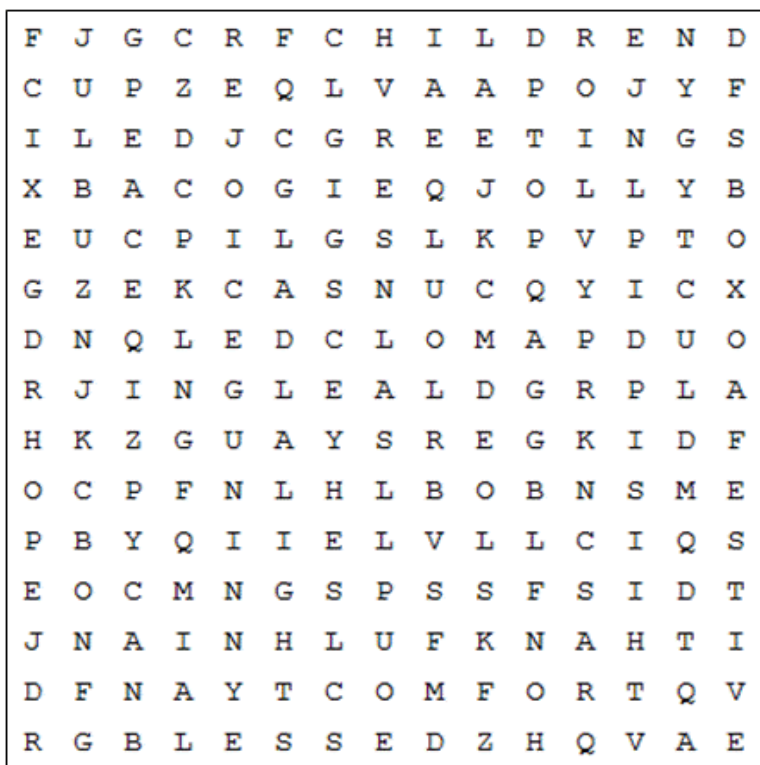 F J G C R F C H I L D R E N D
C U P Z E Q L V A A P O J Y F
I L E D J C G R E E T I N G S
X B A C O G I E Q J O L L Y B
E U C P I L G S L K P V P T O
G Z E K C A S N U C Q Y I C X
D N Q L E D C L O M A P D U O
R J I N G L E A L D G R P L A
H K Z G U A Y S R E G K I D F
O C P F N L H L B O B N S M E
P B Y Q I I E L V L L C I Q S
E O C M N G S P S S F S I D T
J N A I N H L U F K N A H T I
D F N A Y T C O M F O R T Q V
R G B L E S S E D Z H Q V A E